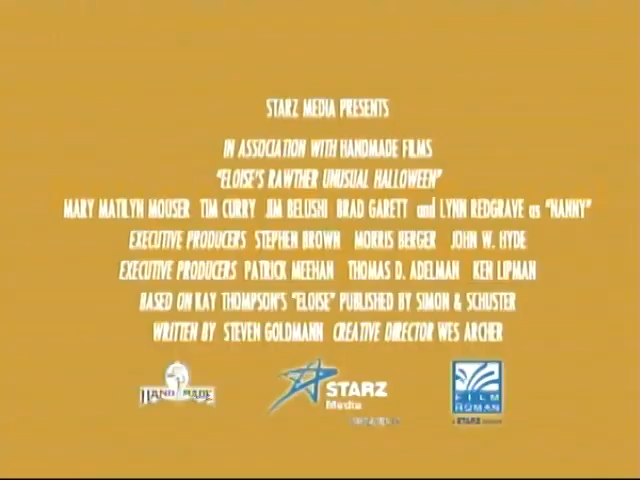 STARZ MEDIA PRESENTS
IN ASSOCIATION WITH HANDMADE FILMS
"ELOISE'S RAWTHER UNUSUAL HALLOWEEN"
MARY MATILYN MOUSER TIM CURRY JIM BELUSHI BRAD GARETT and LYNN REDGRAVE as "NANNY"
EXECUTIVE PRODUCERS STEPHEN BROWN MORRIS BERGER JOHN W. HYDE
EXECUTIVE PRODUCERS PATRICK MEEHAN THOMAS D. ADELMAN KEN LIPMAN
BASED ON KAY THOMPSON'S "ELOISE" PUBLISHED BY SIMON & SCHUSTER
WRITTEN BY STEVEN GOLDMANN CREATIVE DIRECTOR WES ARCHER
HAND MADE
STARZ
Media
FILM
ROMAN
A STARZ